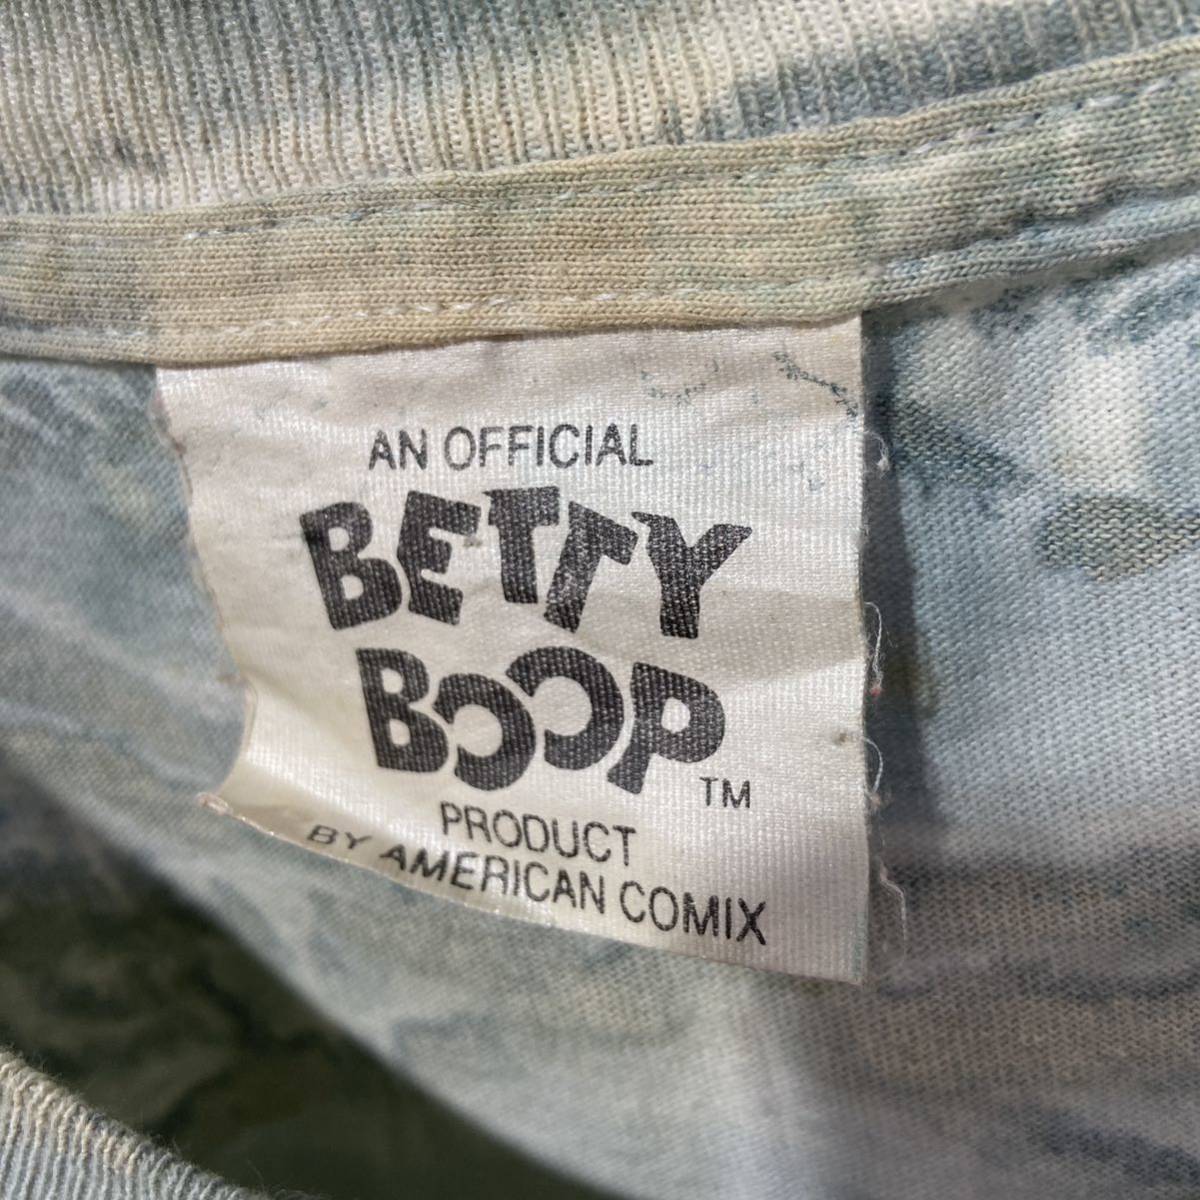 AN OFFICIAL
BETTY
BOOP
TM
PRODUCT
BY AMERICAN COMIX